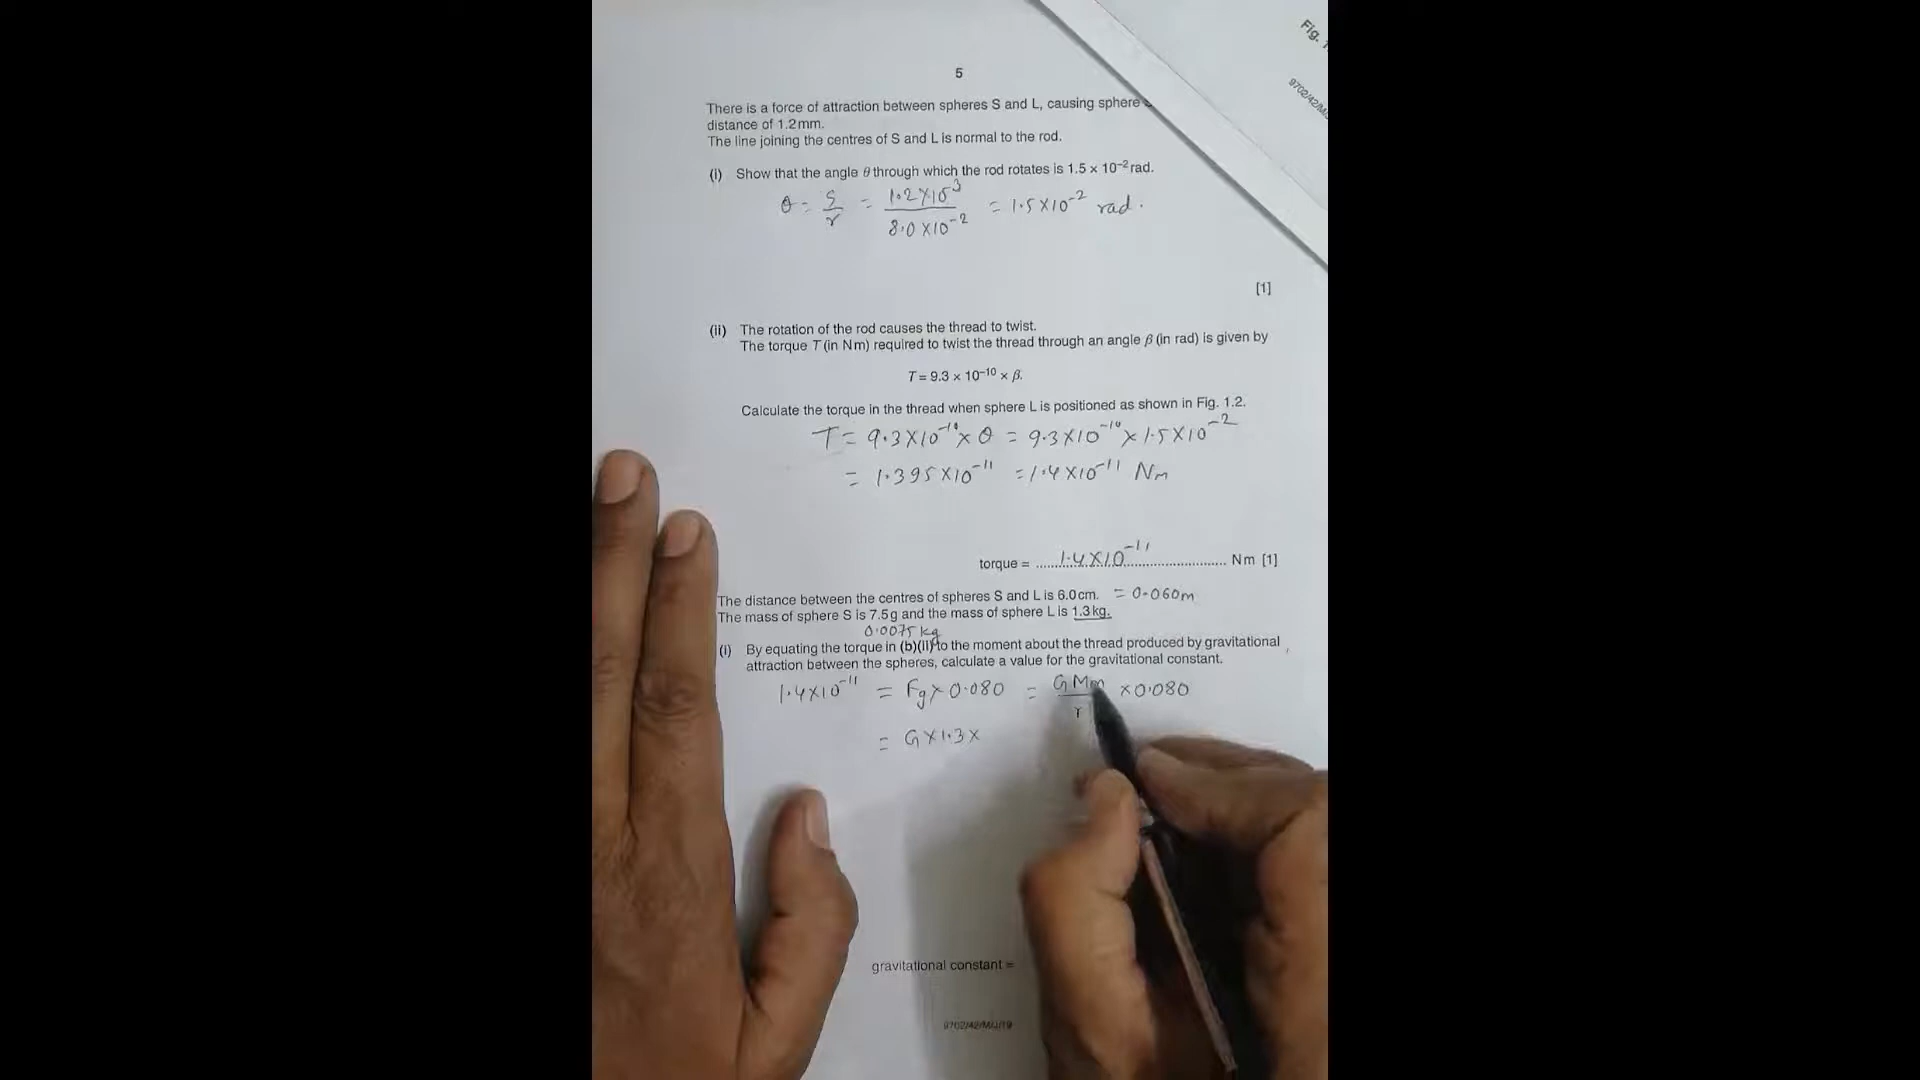 Fig.
9702/42/M
5
There is a force of attraction between spheres S and L, causing sphere
distance of 1.2 mm.
The line joining the centres of S and L is normal to the rod.
(i) Show that the angle θ through which the rod rotates is 1.5 × 10⁻² rad.
θ = S/r = 1.2×10⁻³ / 8.0×10⁻² = 1.5×10⁻² rad.
[1]
(ii) The rotation of the rod causes the thread to twist.
The torque T (in N m) required to twist the thread through an angle β (in rad) is given by
T = 9.3 × 10⁻¹⁰ × β.
Calculate the torque in the thread when sphere L is positioned as shown in Fig. 1.2.
T = 9.3×10⁻¹⁰ × θ = 9.3×10⁻¹⁰ × 1.5×10⁻²
= 1.395×10⁻¹¹ = 1.4×10⁻¹¹ Nm
torque = 1.4×10⁻¹¹ N m [1]
The distance between the centres of spheres S and L is 6.0 cm. = 0.060m
The mass of sphere S is 7.5 g and the mass of sphere L is 1.3 kg.
0.0075 kg
(i) By equating the torque in (b)(ii) to the moment about the thread produced by gravitational
attraction between the spheres, calculate a value for the gravitational constant.
1.4×10⁻¹¹ = Fg × 0.080 = GMm/r × 0.080
= G×1.3×
gravitational constant =
9702/42/M/J/19